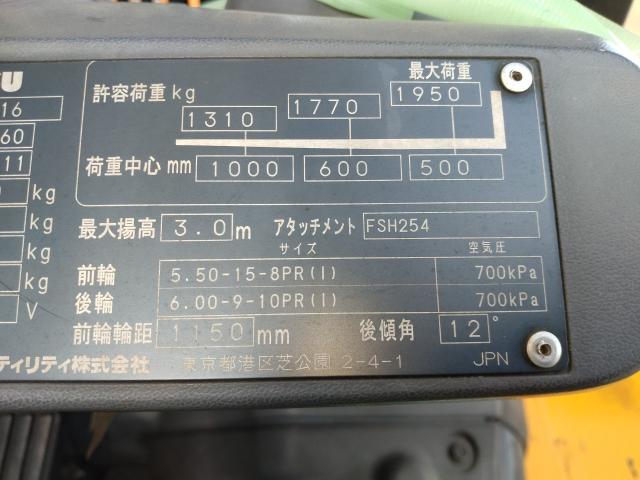 U
最大荷重
許容荷重 kg 1310 1770 1950
荷重中心 mm 1000 600 500
16
60
11
kg
kg
kg
kg
V
最大揚高 3.0 m アタッチメント FSH254
サイズ 空気圧
前輪 5.50-15-8PR(I) 700kPa
後輪 6.00-9-10PR(I) 700kPa
前輪輪距 1150 mm 後傾角 12°
ティリティ株式会社 東京都港区芝公園 2-4-1 JPN